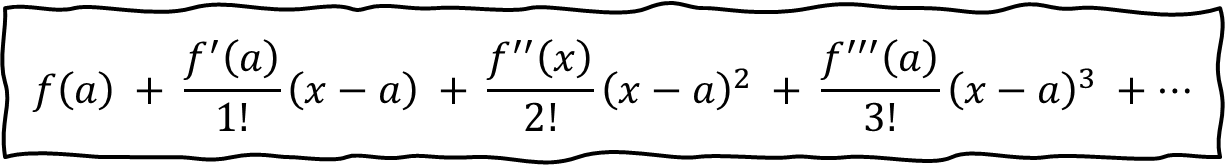 f(a) + f′(a)/1! (x − a) + f′′(x)/2! (x − a)² + f′′′(a)/3! (x − a)³ + ⋯